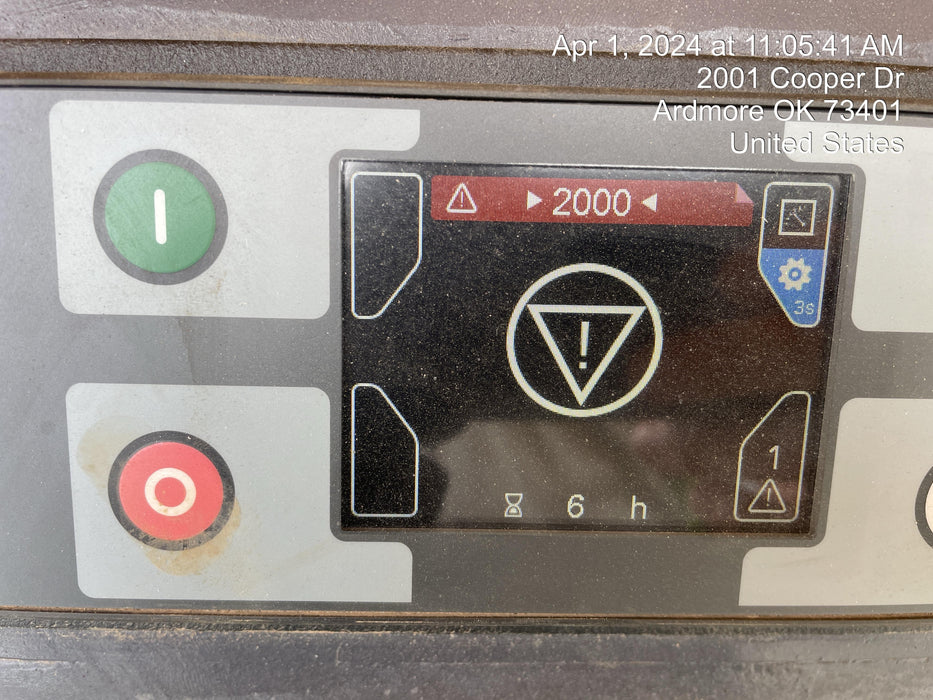 Apr 1, 2024 at 11:05:41 AM
2001 Cooper Dr
Ardmore OK 73401
United States
2000
3s
1
6 h